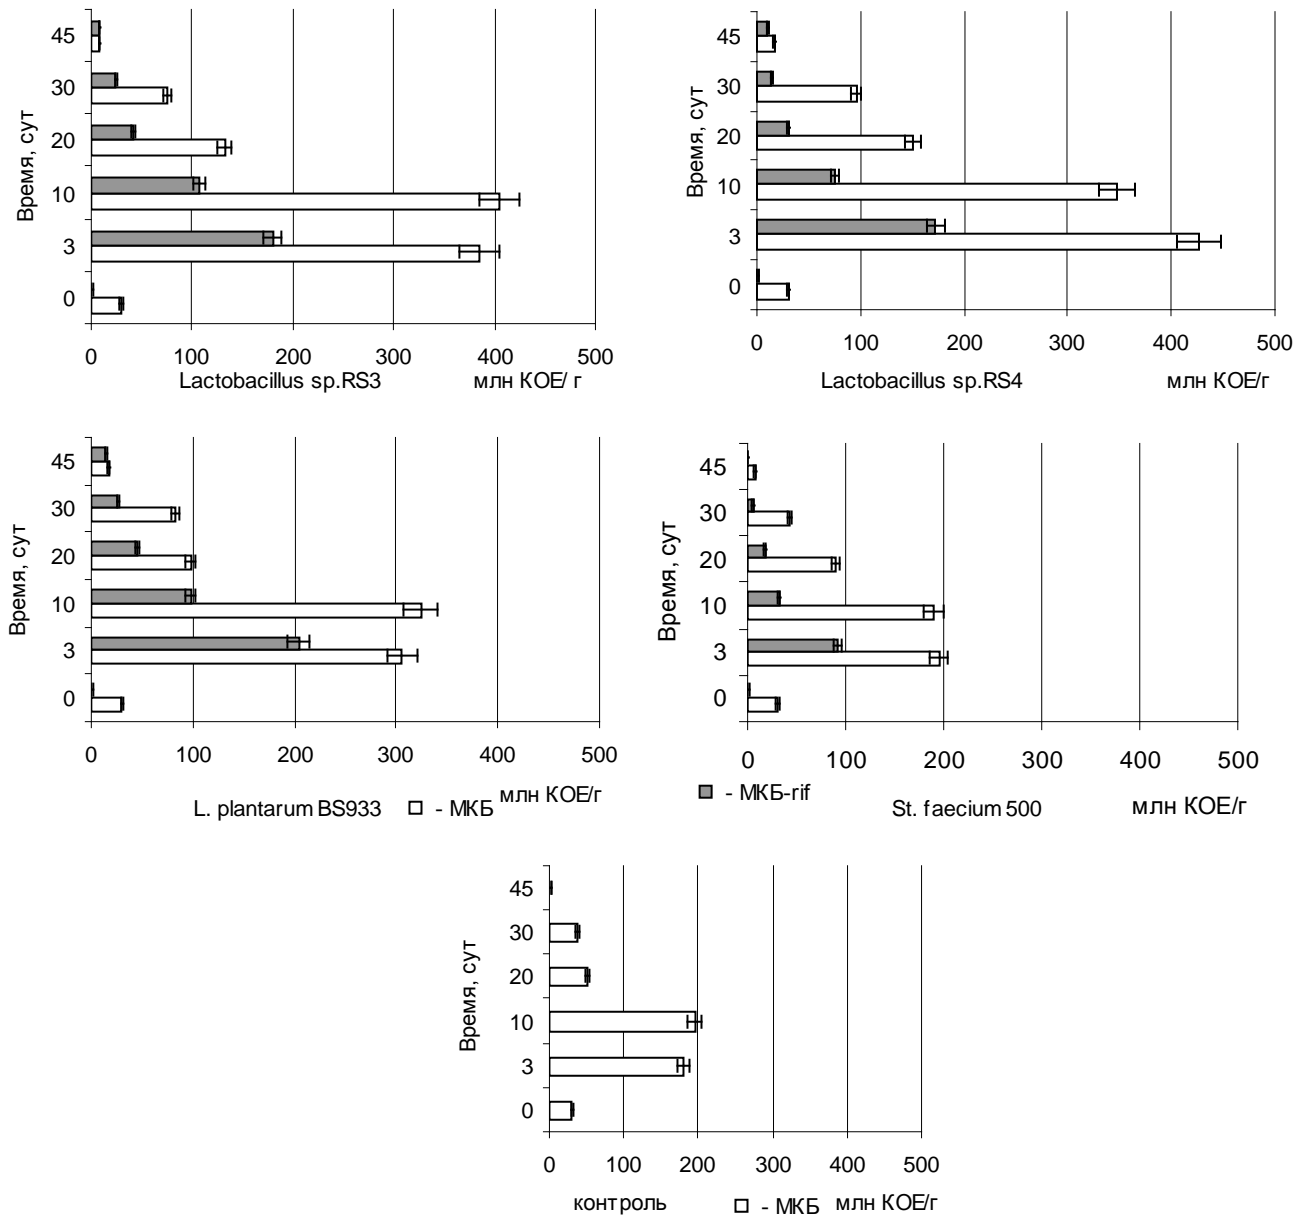 45
30
20
10
3
0
Время, сут
0 100 200 300 400 500
Lactobacillus sp.RS3 млн КОЕ/ г
45
30
20
10
3
0
Время, сут
0 100 200 300 400 500
Lactobacillus sp.RS4 млн КОЕ/г
45
30
20
10
3
0
Время, сут
0 100 200 300 400 500
L. plantarum BS933 - МКБ млн КОЕ/г
45
30
20
10
3
0
Время, сут
0 100 200 300 400 500
- МКБ-rif St. faecium 500 млн КОЕ/г
45
30
20
10
3
0
Время, сут
0 100 200 300 400 500
контроль - МКБ млн КОЕ/г